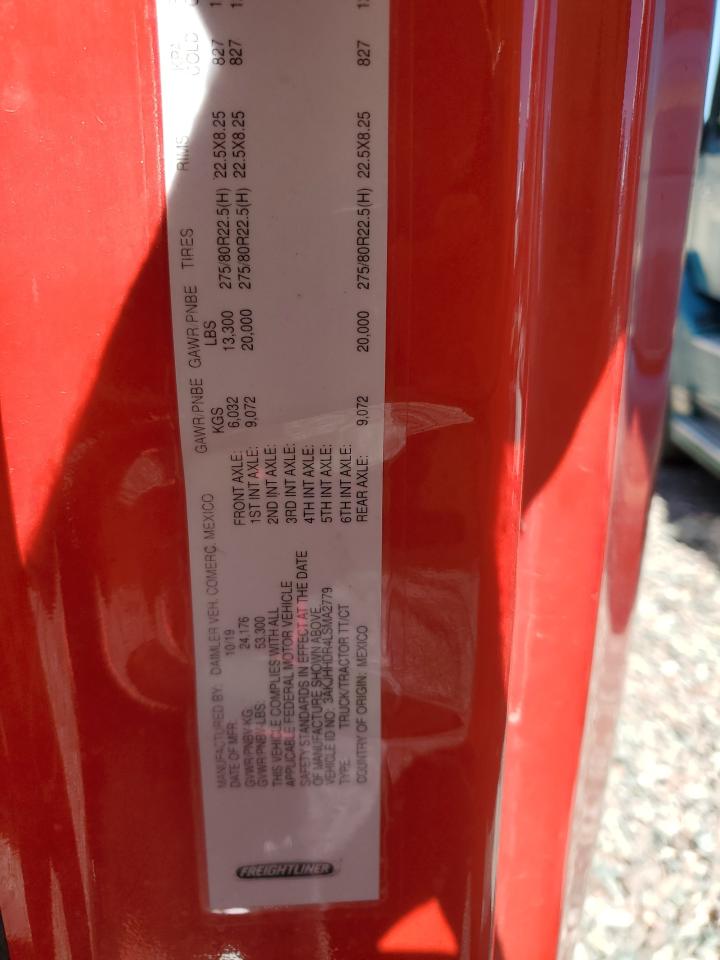 FREIGHTLINER
MANUFACTURED BY: DAIMLER VEH. COMERC. MEXICO
DATE OF MFR: 10/19
GVWR/PNBV KG: 24,176
GVWR/PNBV LBS: 53,300
THIS VEHICLE COMPLIES WITH ALL
APPLICABLE FEDERAL MOTOR VEHICLE
SAFETY STANDARDS IN EFFECT AT THE DATE
OF MANUFACTURE SHOWN ABOVE.
VEHICLE ID NO: 3AKJHHDR4LSMA2779
TYPE: TRUCK/TRACTOR TT/CT
COUNTRY OF ORIGIN: MEXICO
GAWR/PNBE GAWR/PNBE TIRES RIMS KPA
KGS LBS COLD
FRONT AXLE: 6,032 13,300 275/80R22.5(H) 22.5X8.25 827
1ST INT AXLE: 9,072 20,000 275/80R22.5(H) 22.5X8.25 827
2ND INT AXLE:
3RD INT AXLE:
4TH INT AXLE:
5TH INT AXLE:
6TH INT AXLE:
REAR AXLE: 9,072 20,000 275/80R22.5(H) 22.5X8.25 827